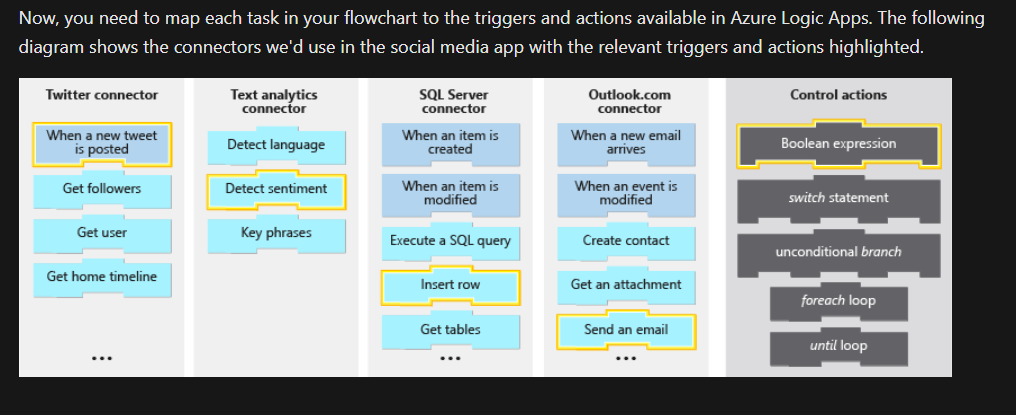 Now, you need to map each task in your flowchart to the triggers and actions available in Azure Logic Apps. The following
diagram shows the connectors we'd use in the social media app with the relevant triggers and actions highlighted.
Twitter connector
When a new tweet
is posted
Get followers
Get user
Get home timeline
...
Text analytics
connector
Detect language
Detect sentiment
Key phrases
SQL Server
connector
When an item is
created
When an item is
modified
Execute a SQL query
Insert row
Get tables
...
Outlook.com
connector
When a new email
arrives
When an event is
modified
Create contact
Get an attachment
Send an email
...
Control actions
Boolean expression
switch statement
unconditional branch
foreach loop
until loop